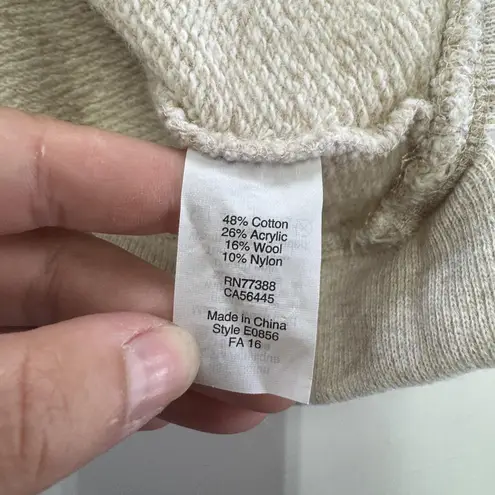 48% Cotton
26% Acrylic
16% Wool
10% Nylon
RN77388
CA56445
Made in China
Style E0856
FA 16